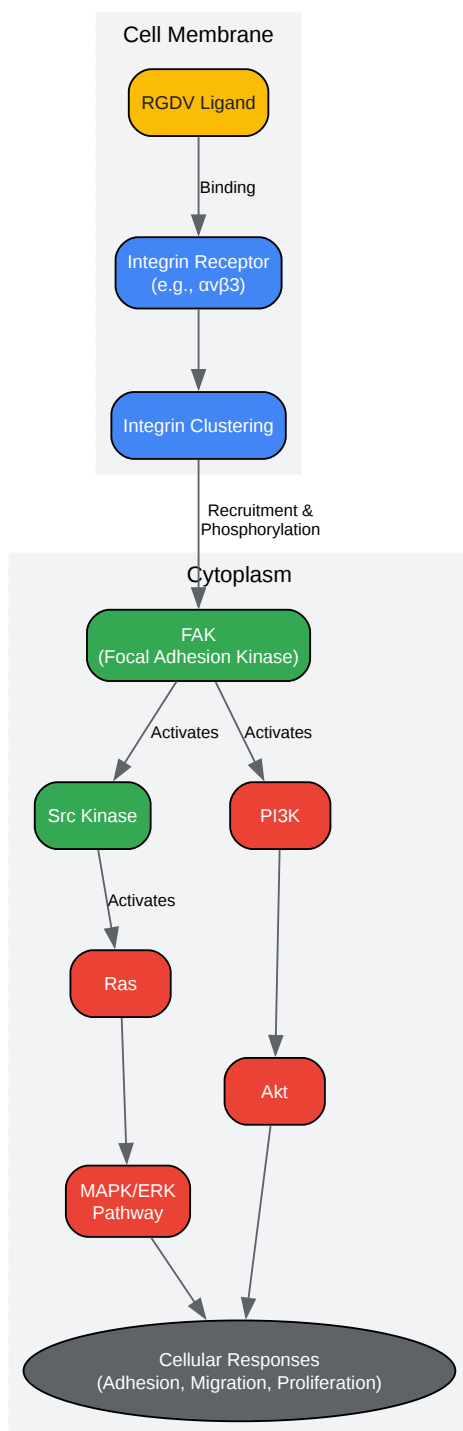 Cell Membrane
RGDV Ligand
Binding
Integrin Receptor
(e.g., αvβ3)
Integrin Clustering
Recruitment &
Phosphorylation
Cytoplasm
FAK
(Focal Adhesion Kinase)
Activates
Activates
Src Kinase
PI3K
Activates
Ras
Akt
MAPK/ERK
Pathway
Cellular Responses
(Adhesion, Migration, Proliferation)